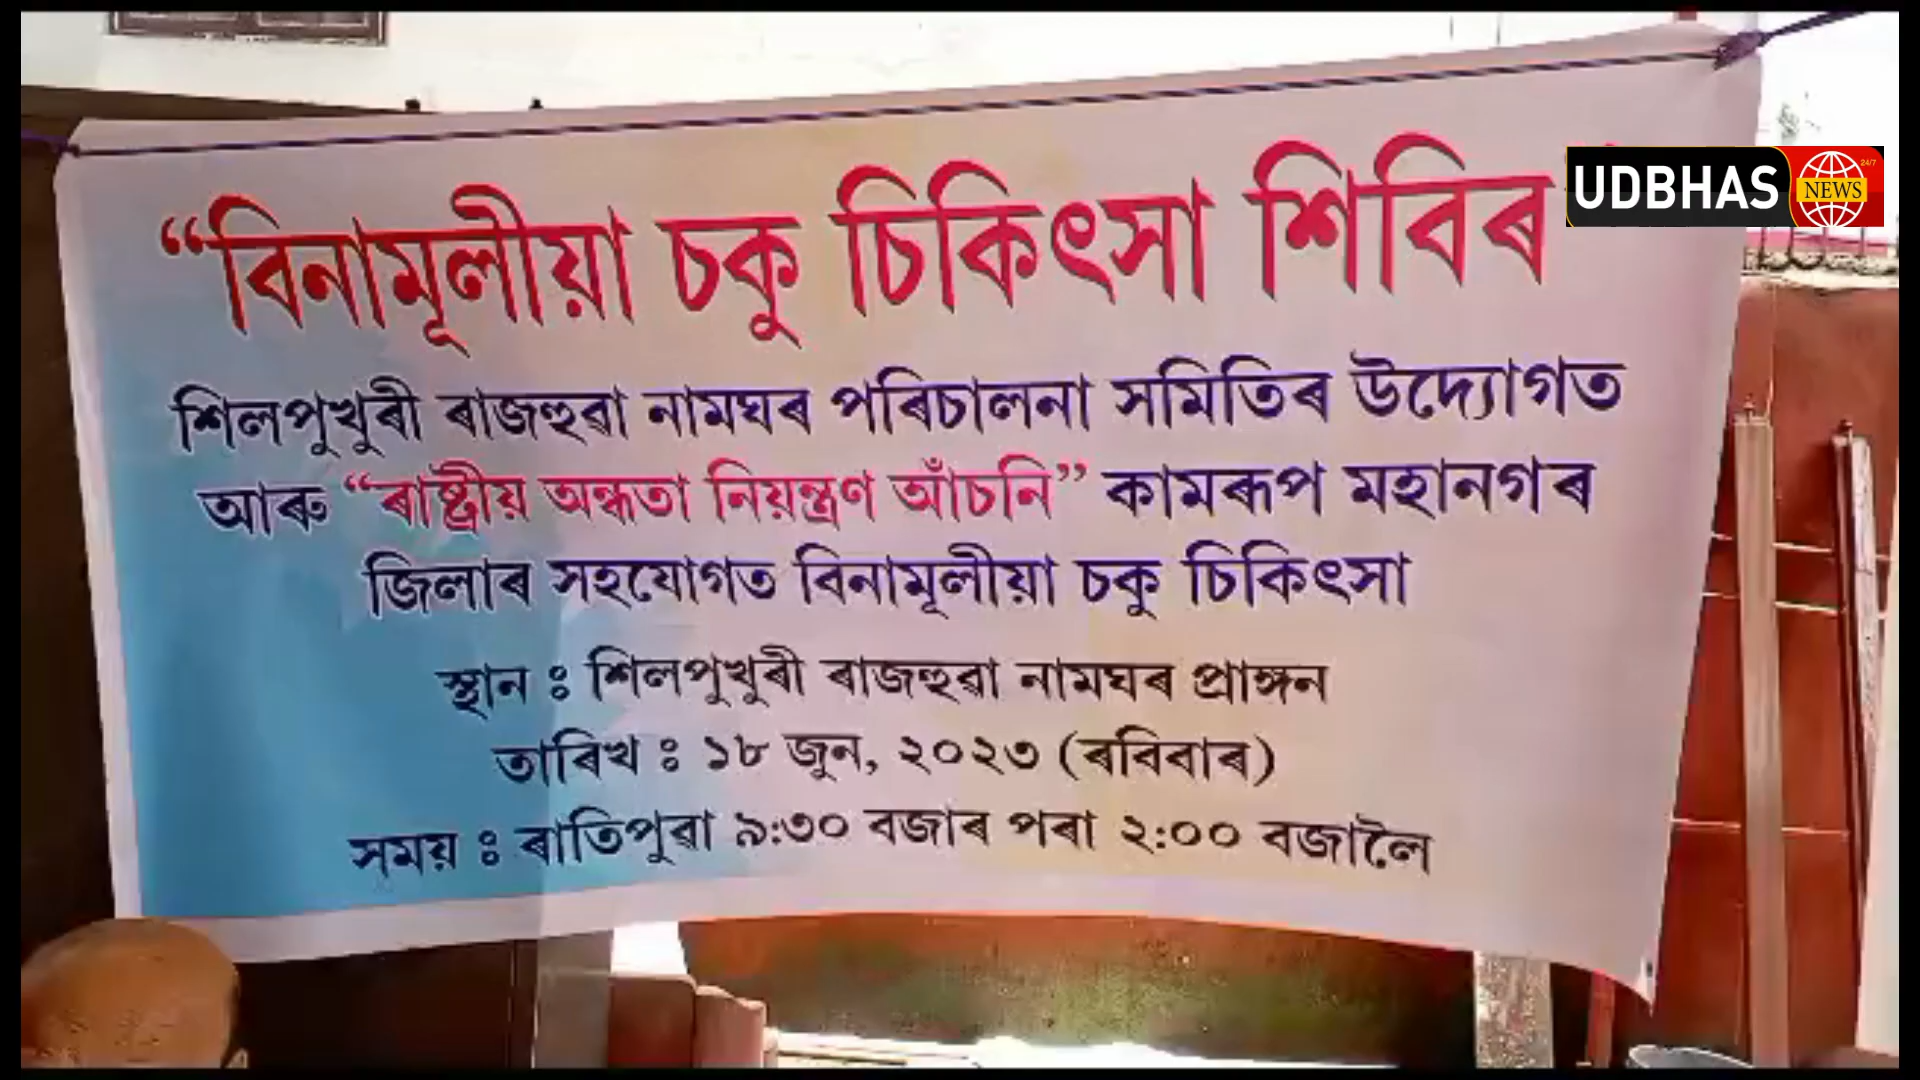 “বিনামূলীয়া চকু চিকিৎসা শিবিৰ”
UDBHAS NEWS 24/7
শিলপুখুৰী ৰাজহুৱা নামঘৰ পৰিচালনা সমিতিৰ উদ্যোগত
আৰু “ৰাষ্ট্ৰীয় অন্ধতা নিয়ন্ত্ৰণ আঁচনি” কামৰূপ মহানগৰ
জিলাৰ সহযোগত বিনামূলীয়া চকু চিকিৎসা
স্থান : শিলপুখুৰী ৰাজহুৱা নামঘৰ প্ৰাঙ্গন
তাৰিখ : ১৮ জুন, ২০২৩ (ৰবিবাৰ)
সময় : ৰাতিপুৱা ৯:৩০ বজাৰ পৰা ২:০০ বজালৈ